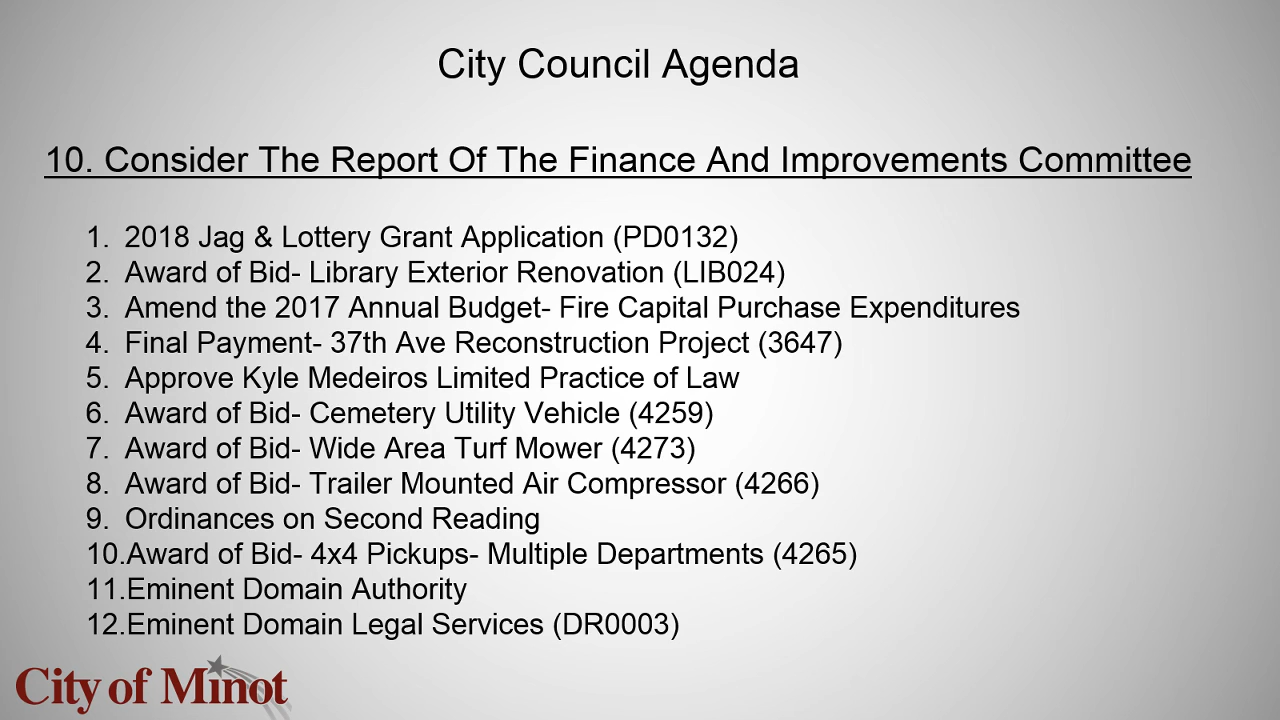 City Council Agenda
10. Consider The Report Of The Finance And Improvements Committee
1. 2018 Jag & Lottery Grant Application (PD0132)
2. Award of Bid- Library Exterior Renovation (LIB024)
3. Amend the 2017 Annual Budget- Fire Capital Purchase Expenditures
4. Final Payment- 37th Ave Reconstruction Project (3647)
5. Approve Kyle Medeiros Limited Practice of Law
6. Award of Bid- Cemetery Utility Vehicle (4259)
7. Award of Bid- Wide Area Turf Mower (4273)
8. Award of Bid- Trailer Mounted Air Compressor (4266)
9. Ordinances on Second Reading
10.Award of Bid- 4x4 Pickups- Multiple Departments (4265)
11.Eminent Domain Authority
12.Eminent Domain Legal Services (DR0003)
City of Minot